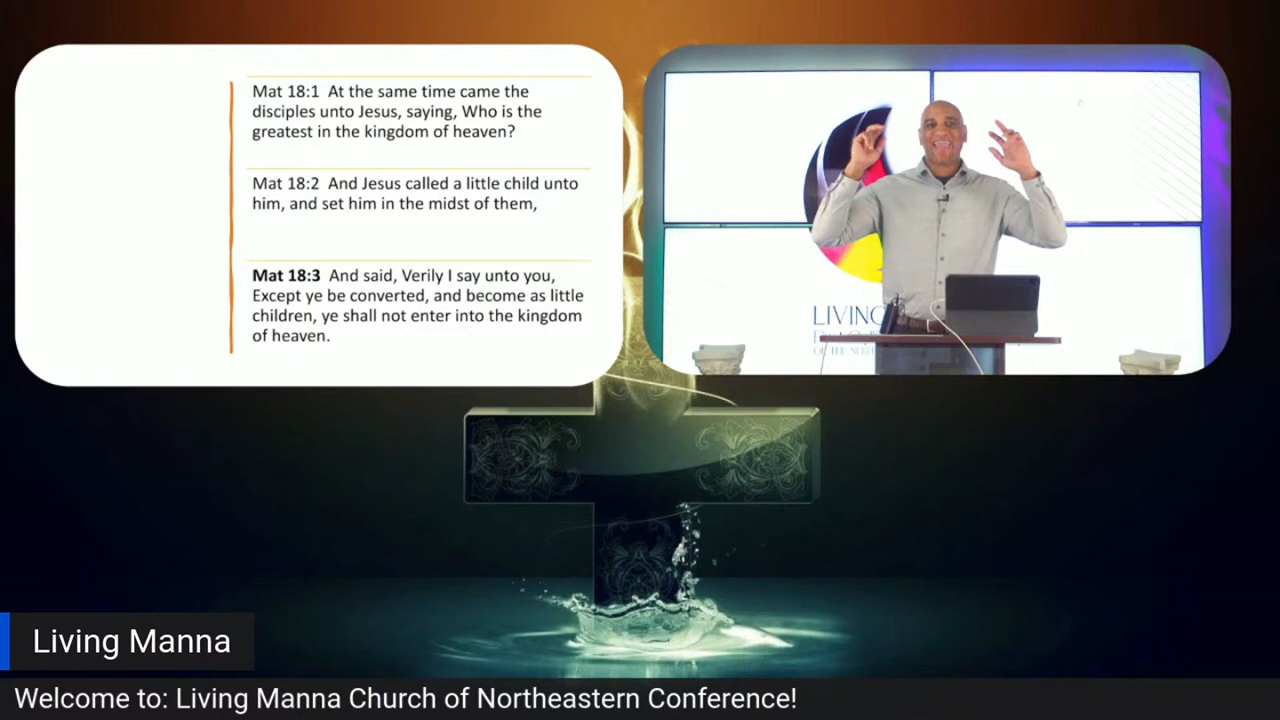 Mat 18:1 At the same time came the
disciples unto Jesus, saying, Who is the
greatest in the kingdom of heaven?
Mat 18:2 And Jesus called a little child unto
him, and set him in the midst of them,
Mat 18:3 And said, Verily I say unto you,
Except ye be converted, and become as little
children, ye shall not enter into the kingdom
of heaven.
LIVING
OF THE
Living Manna
Welcome to: Living Manna Church of Northeastern Conference!